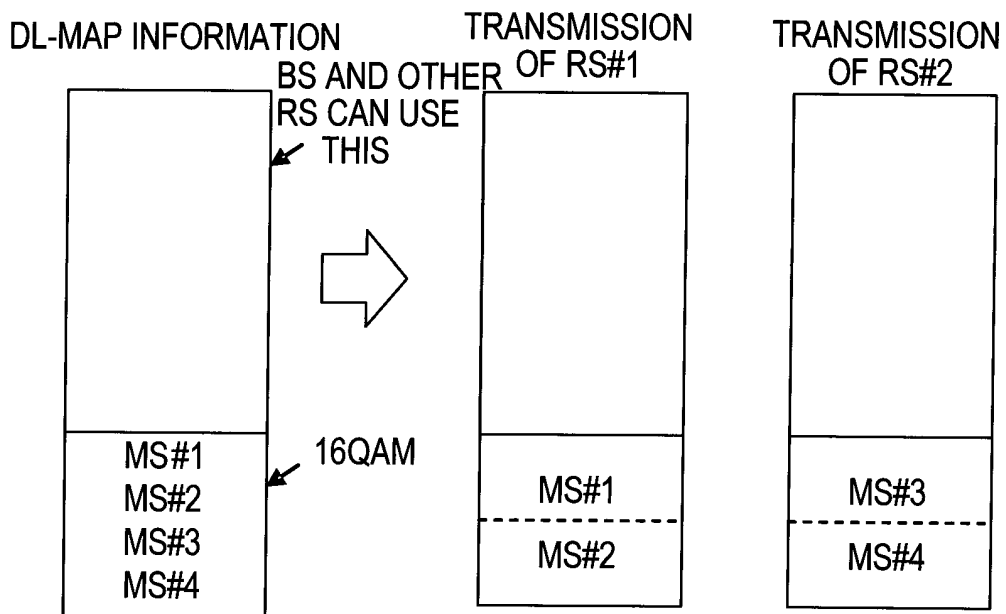 DL-MAP INFORMATION
BS AND OTHER
RS CAN USE
THIS
MS#1
MS#2
MS#3
MS#4
16QAM
TRANSMISSION
OF RS#1
MS#1
MS#2
TRANSMISSION
OF RS#2
MS#3
MS#4